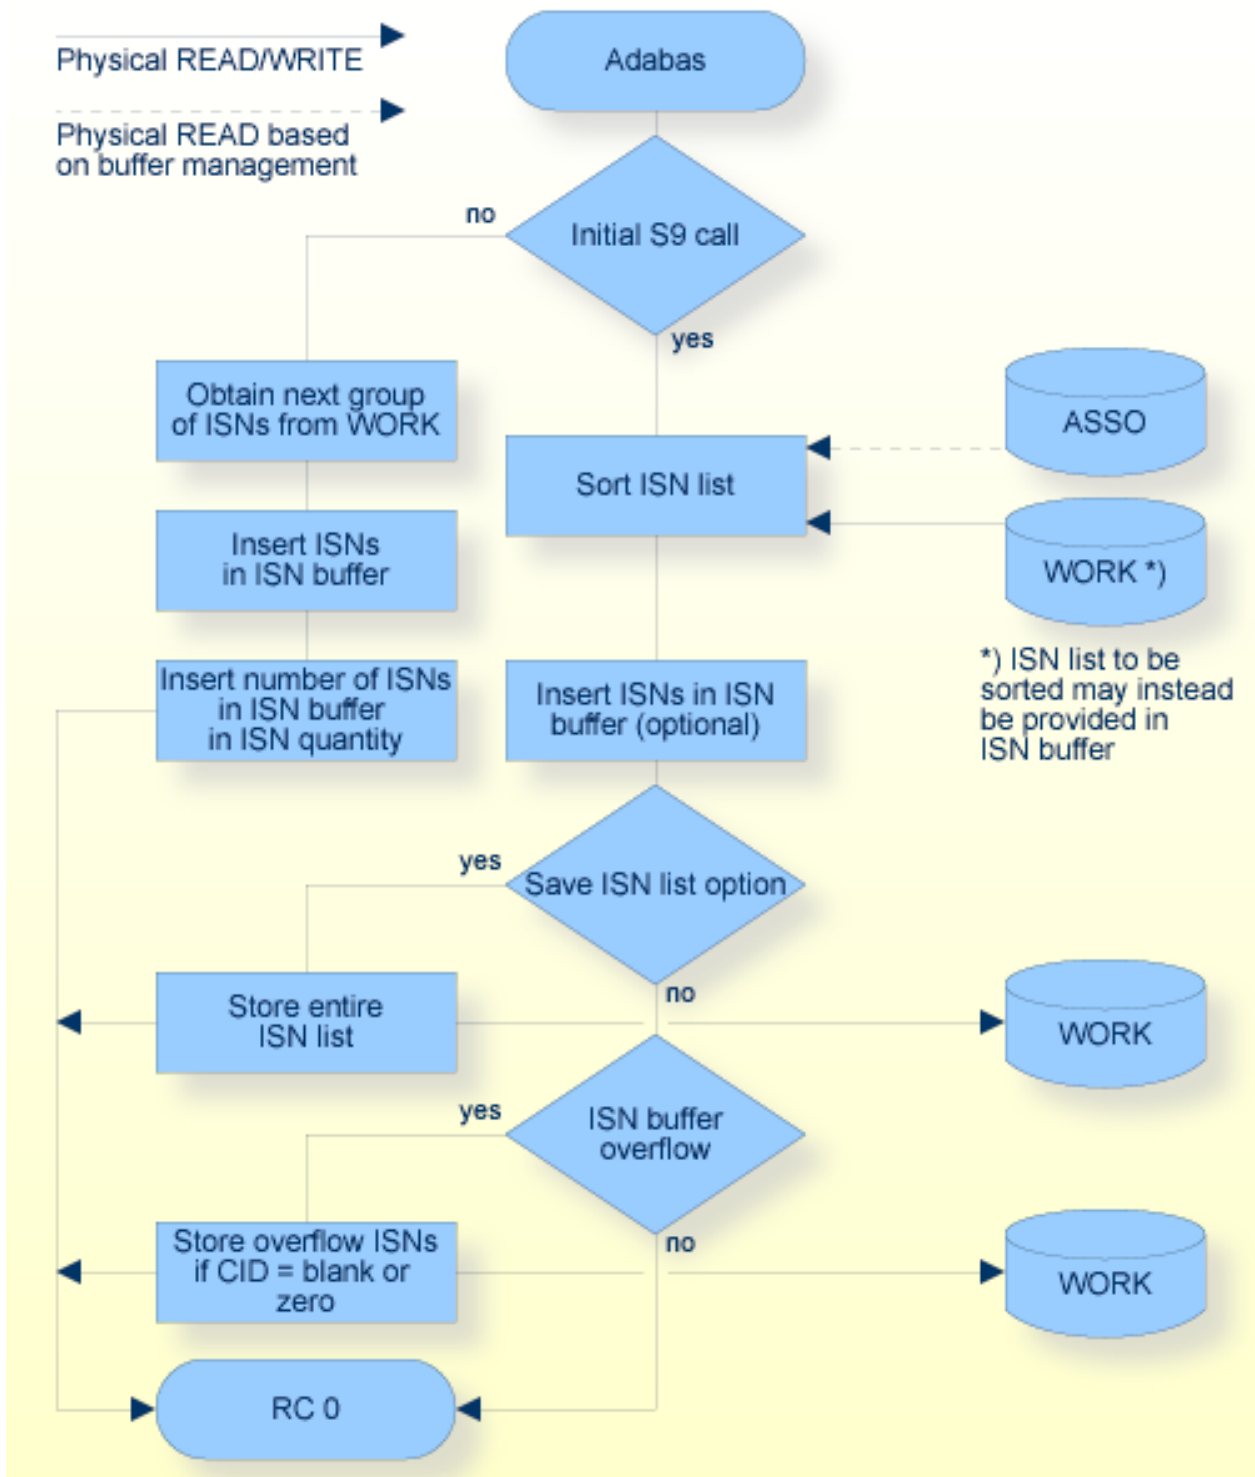 Physical READ/WRITE
Physical READ based
on buffer management
Adabas
Initial S9 call
no
yes
Obtain next group
of ISNs from WORK
Insert ISNs
in ISN buffer
Insert number of ISNs
in ISN buffer
in ISN quantity
Sort ISN list
ASSO
WORK *)
*) ISN list to be
sorted may instead
be provided in
ISN buffer
Insert ISNs in ISN
buffer (optional)
Save ISN list option
yes
no
Store entire
ISN list
WORK
ISN buffer
overflow
yes
no
Store overflow ISNs
if CID = blank or
zero
WORK
RC 0